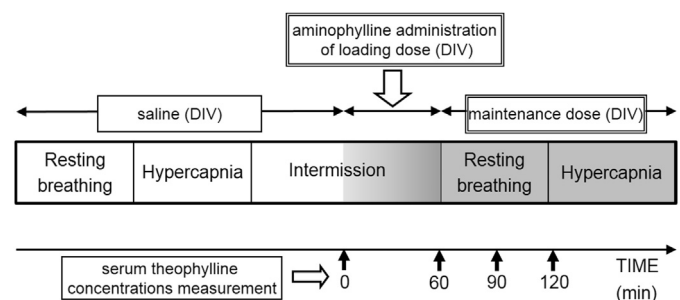 aminophylline administration
of loading dose (DIV)
saline (DIV)
maintenance dose (DIV)
Resting
breathing
Hypercapnia
Intermission
Resting
breathing
Hypercapnia
serum theophylline
concentrations measurement
0
60
90
120
TIME
(min)